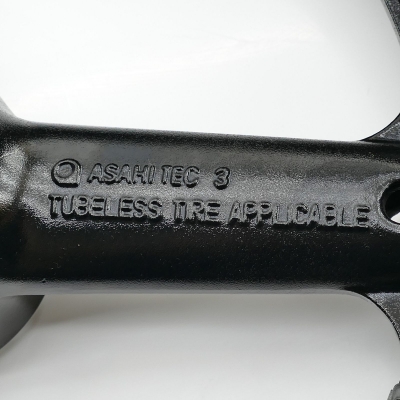 ASAHI TEC 3
TUBELESS TIRE APPLICABLE